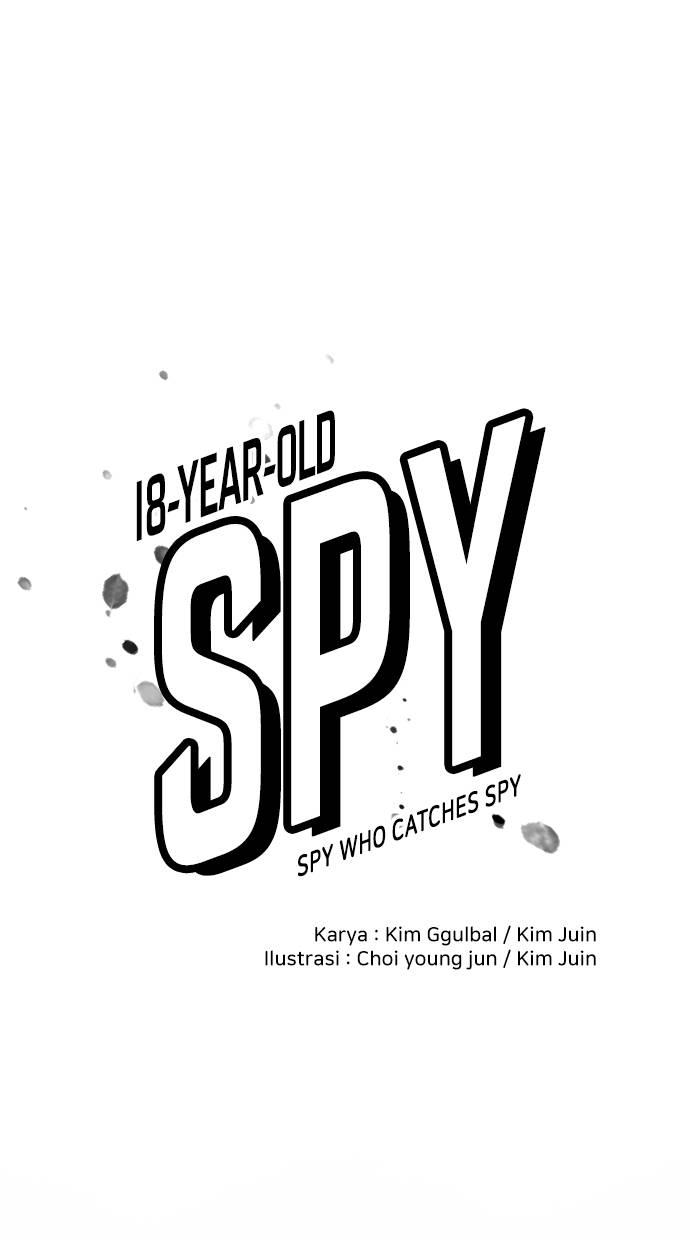 18-YEAR-OLD
SPY
SPY WHO CATCHES SPY
Karya : Kim Ggulbal / Kim Juin
Ilustrasi : Choi young jun / Kim Juin